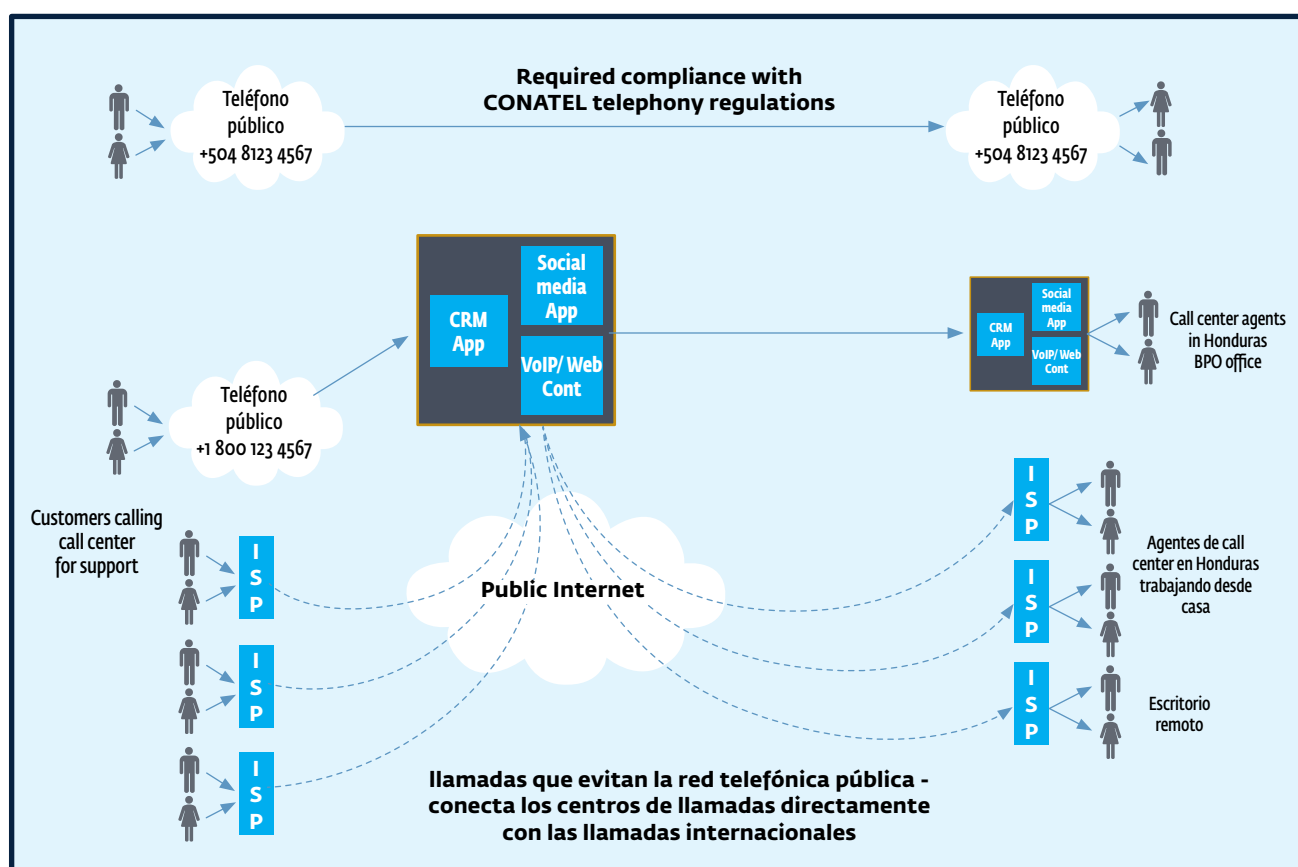 Required compliance with
CONATEL telephony regulations
Teléfono
público
+504 8123 4567
Teléfono
público
+504 8123 4567
CRM
App
Social
media
App
VoIP/ Web
Cont
CRM
App
Social
media App
VoIP/ Web
Cont
Call center agents
in Honduras
BPO office
Teléfono
público
+1 800 123 4567
Customers calling
call center
for support
I
S
P
I
S
P
I
S
P
Public Internet
I
S
P
I
S
P
I
S
P
Agentes de call
center en Honduras
trabajando desde
casa
Escritorio
remoto
llamadas que evitan la red telefónica pública -
conecta los centros de llamadas directamente
con las llamadas internacionales